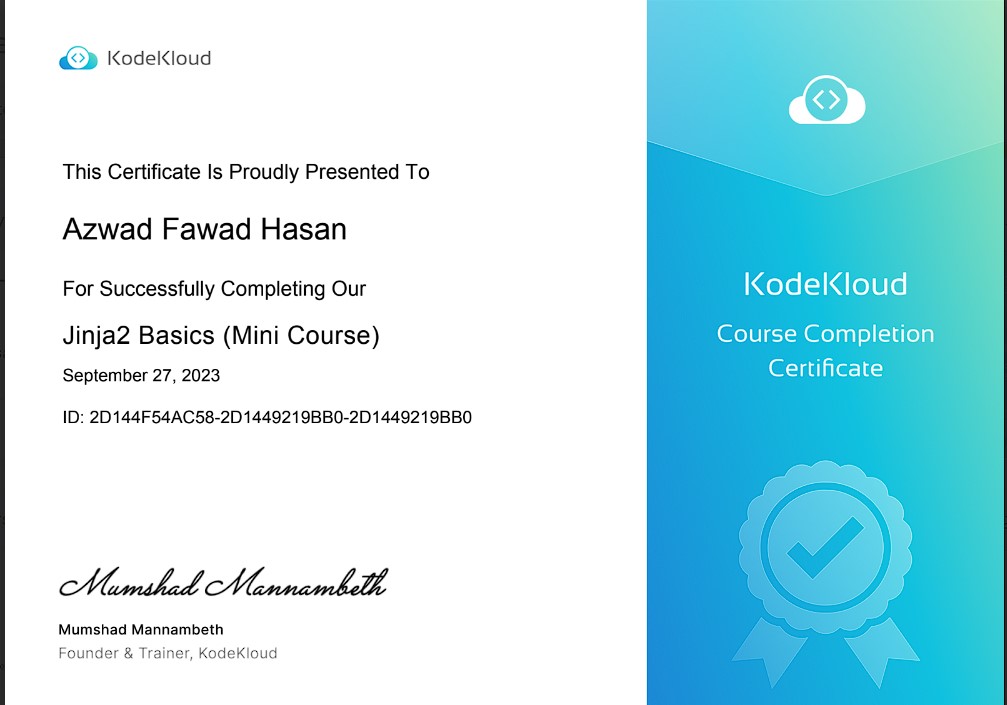 KodeKloud
This Certificate Is Proudly Presented To
Azwad Fawad Hasan
For Successfully Completing Our
Jinja2 Basics (Mini Course)
September 27, 2023
ID: 2D144F54AC58-2D1449219BB0-2D1449219BB0
Mumshad Mannambeth
Mumshad Mannambeth
Founder & Trainer, KodeKloud
KodeKloud
Course Completion
Certificate